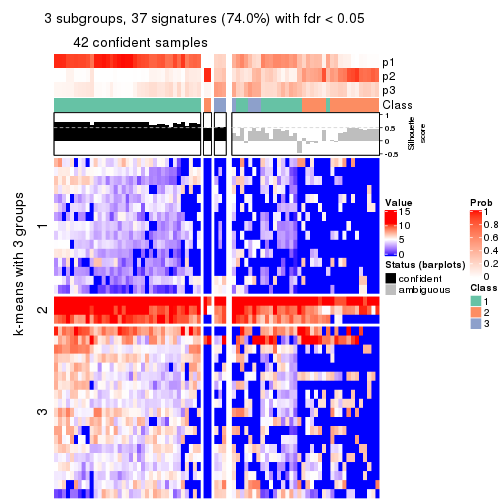 3 subgroups, 37 signatures (74.0%) with fdr < 0.05
42 confident samples
p1
p2
p3
Class
1
0.5
0
-0.5
Silhouette
score
k-means with 3 groups
1
2
3
Value
15
10
5
0
Status (barplots)
confident
ambiguous
Prob
1
0.8
0.6
0.4
0.2
0
Class
1
2
3